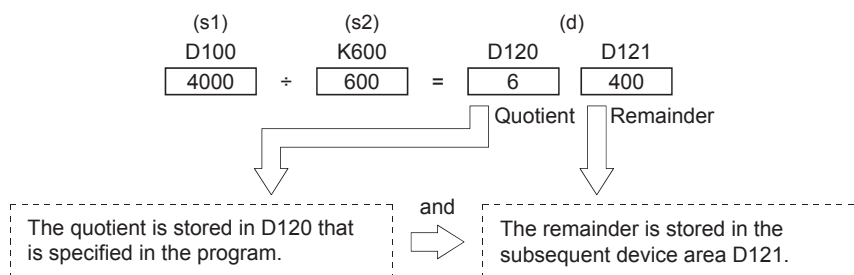 (s1) (s2) (d)
D100 K600 D120 D121
4000 ÷ 600 = 6 400
Quotient Remainder
and
The quotient is stored in D120 that
is specified in the program.
The remainder is stored in the
subsequent device area D121.